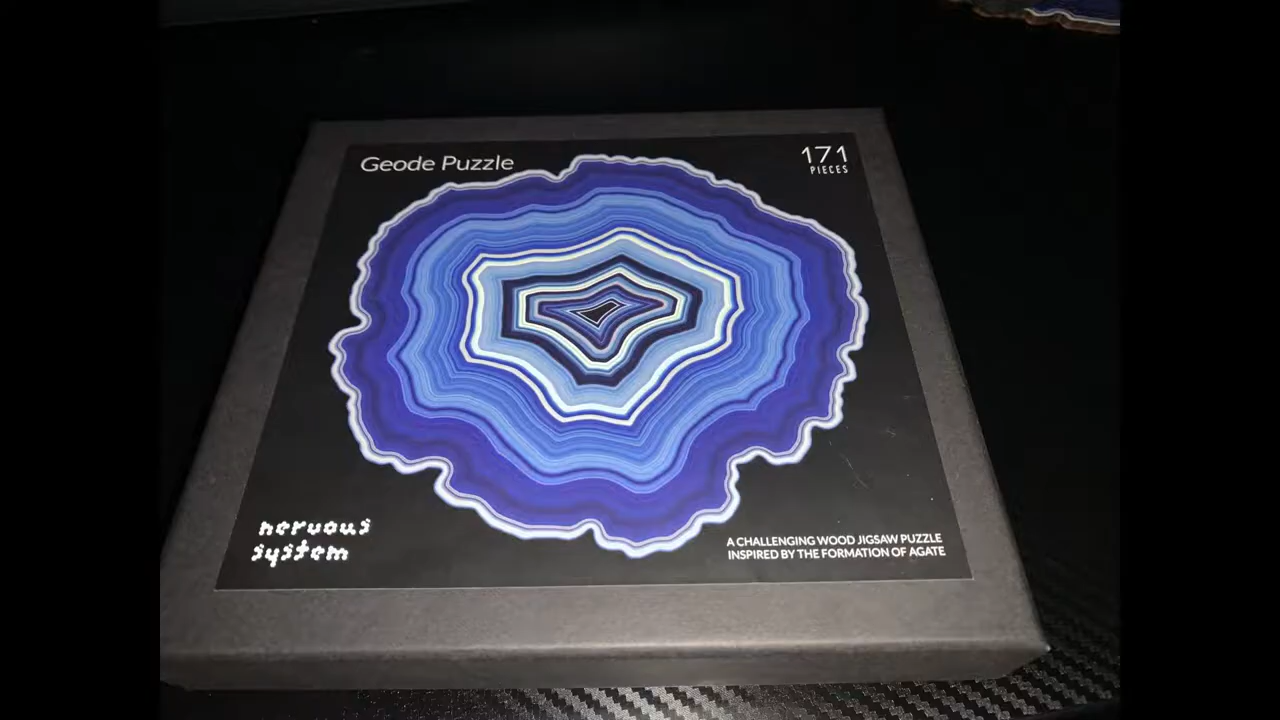 Geode Puzzle
171
PIECES
nervous
system
A CHALLENGING WOOD JIGSAW PUZZLE
INSPIRED BY THE FORMATION OF AGATE